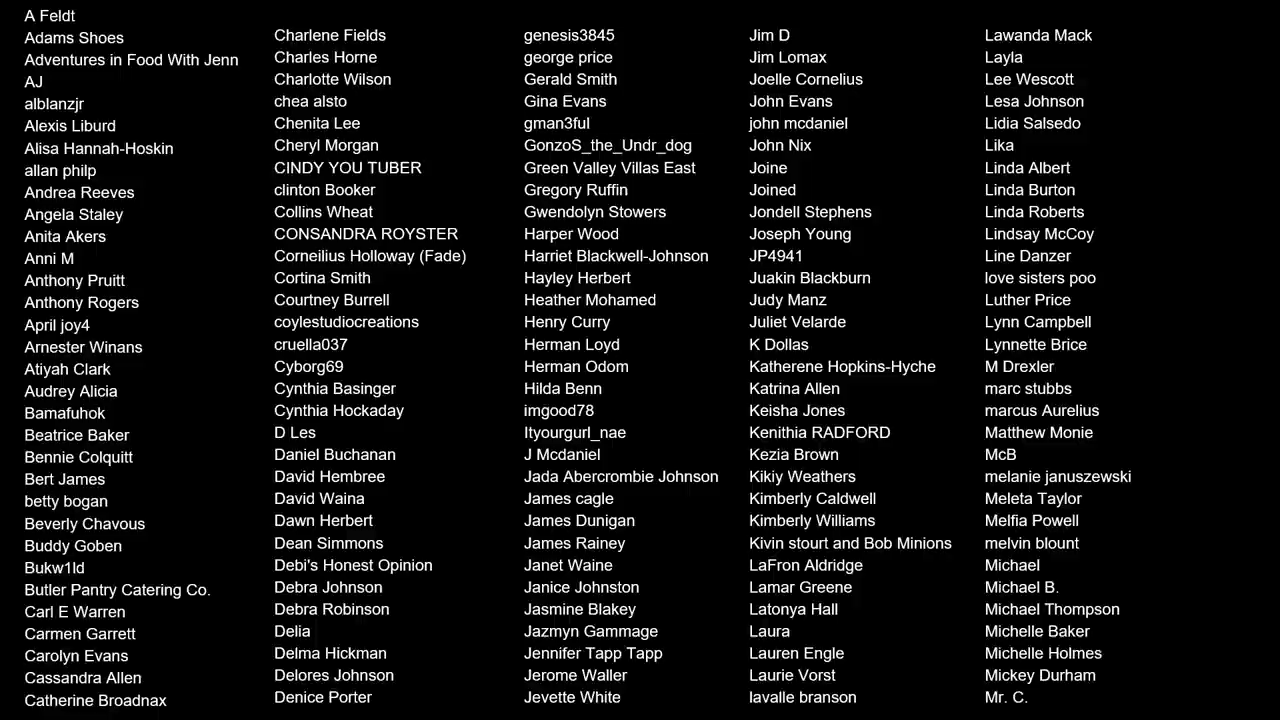 A Feldt
Adams Shoes
Adventures in Food With Jenn
AJ
alblanzjr
Alexis Liburd
Alisa Hannah-Hoskin
allan philp
Andrea Reeves
Angela Staley
Anita Akers
Anni M
Anthony Pruitt
Anthony Rogers
April joy4
Arnester Winans
Atiyah Clark
Audrey Alicia
Bamafuhok
Beatrice Baker
Bennie Colquitt
Bert James
betty bogan
Beverly Chavous
Buddy Goben
Bukw1ld
Butler Pantry Catering Co.
Carl E Warren
Carmen Garrett
Carolyn Evans
Cassandra Allen
Catherine Broadnax
Charlene Fields
Charles Horne
Charlotte Wilson
chea alsto
Chenita Lee
Cheryl Morgan
CINDY YOU TUBER
clinton Booker
Collins Wheat
CONSANDRA ROYSTER
Corneilius Holloway (Fade)
Cortina Smith
Courtney Burrell
coylestudiocreations
cruella037
Cyborg69
Cynthia Basinger
Cynthia Hockaday
D Les
Daniel Buchanan
David Hembree
David Waina
Dawn Herbert
Dean Simmons
Debi's Honest Opinion
Debra Johnson
Debra Robinson
Delia
Delma Hickman
Delores Johnson
Denice Porter
genesis3845
george price
Gerald Smith
Gina Evans
gman3ful
GonzoS_the_Undr_dog
Green Valley Villas East
Gregory Ruffin
Gwendolyn Stowers
Harper Wood
Harriet Blackwell-Johnson
Hayley Herbert
Heather Mohamed
Henry Curry
Herman Loyd
Herman Odom
Hilda Benn
imgood78
Ityourgurl_nae
J Mcdaniel
Jada Abercrombie Johnson
James cagle
James Dunigan
James Rainey
Janet Waine
Janice Johnston
Jasmine Blakey
Jazmyn Gammage
Jennifer Tapp Tapp
Jerome Waller
Jevette White
Jim D
Jim Lomax
Joelle Cornelius
John Evans
john mcdaniel
John Nix
Joine
Joined
Jondell Stephens
Joseph Young
JP4941
Juakin Blackburn
Judy Manz
Juliet Velarde
K Dollas
Katherene Hopkins-Hyche
Katrina Allen
Keisha Jones
Kenithia RADFORD
Kezia Brown
Kikiy Weathers
Kimberly Caldwell
Kimberly Williams
Kivin stourt and Bob Minions
LaFron Aldridge
Lamar Greene
Latonya Hall
Laura
Lauren Engle
Laurie Vorst
lavalle branson
Lawanda Mack
Layla
Lee Wescott
Lesa Johnson
Lidia Salsedo
Lika
Linda Albert
Linda Burton
Linda Roberts
Lindsay McCoy
Line Danzer
love sisters poo
Luther Price
Lynn Campbell
Lynnette Brice
M Drexler
marc stubbs
marcus Aurelius
Matthew Monie
McB
melanie januszewski
Meleta Taylor
Melfia Powell
melvin blount
Michael
Michael B.
Michael Thompson
Michelle Baker
Michelle Holmes
Mickey Durham
Mr. C.